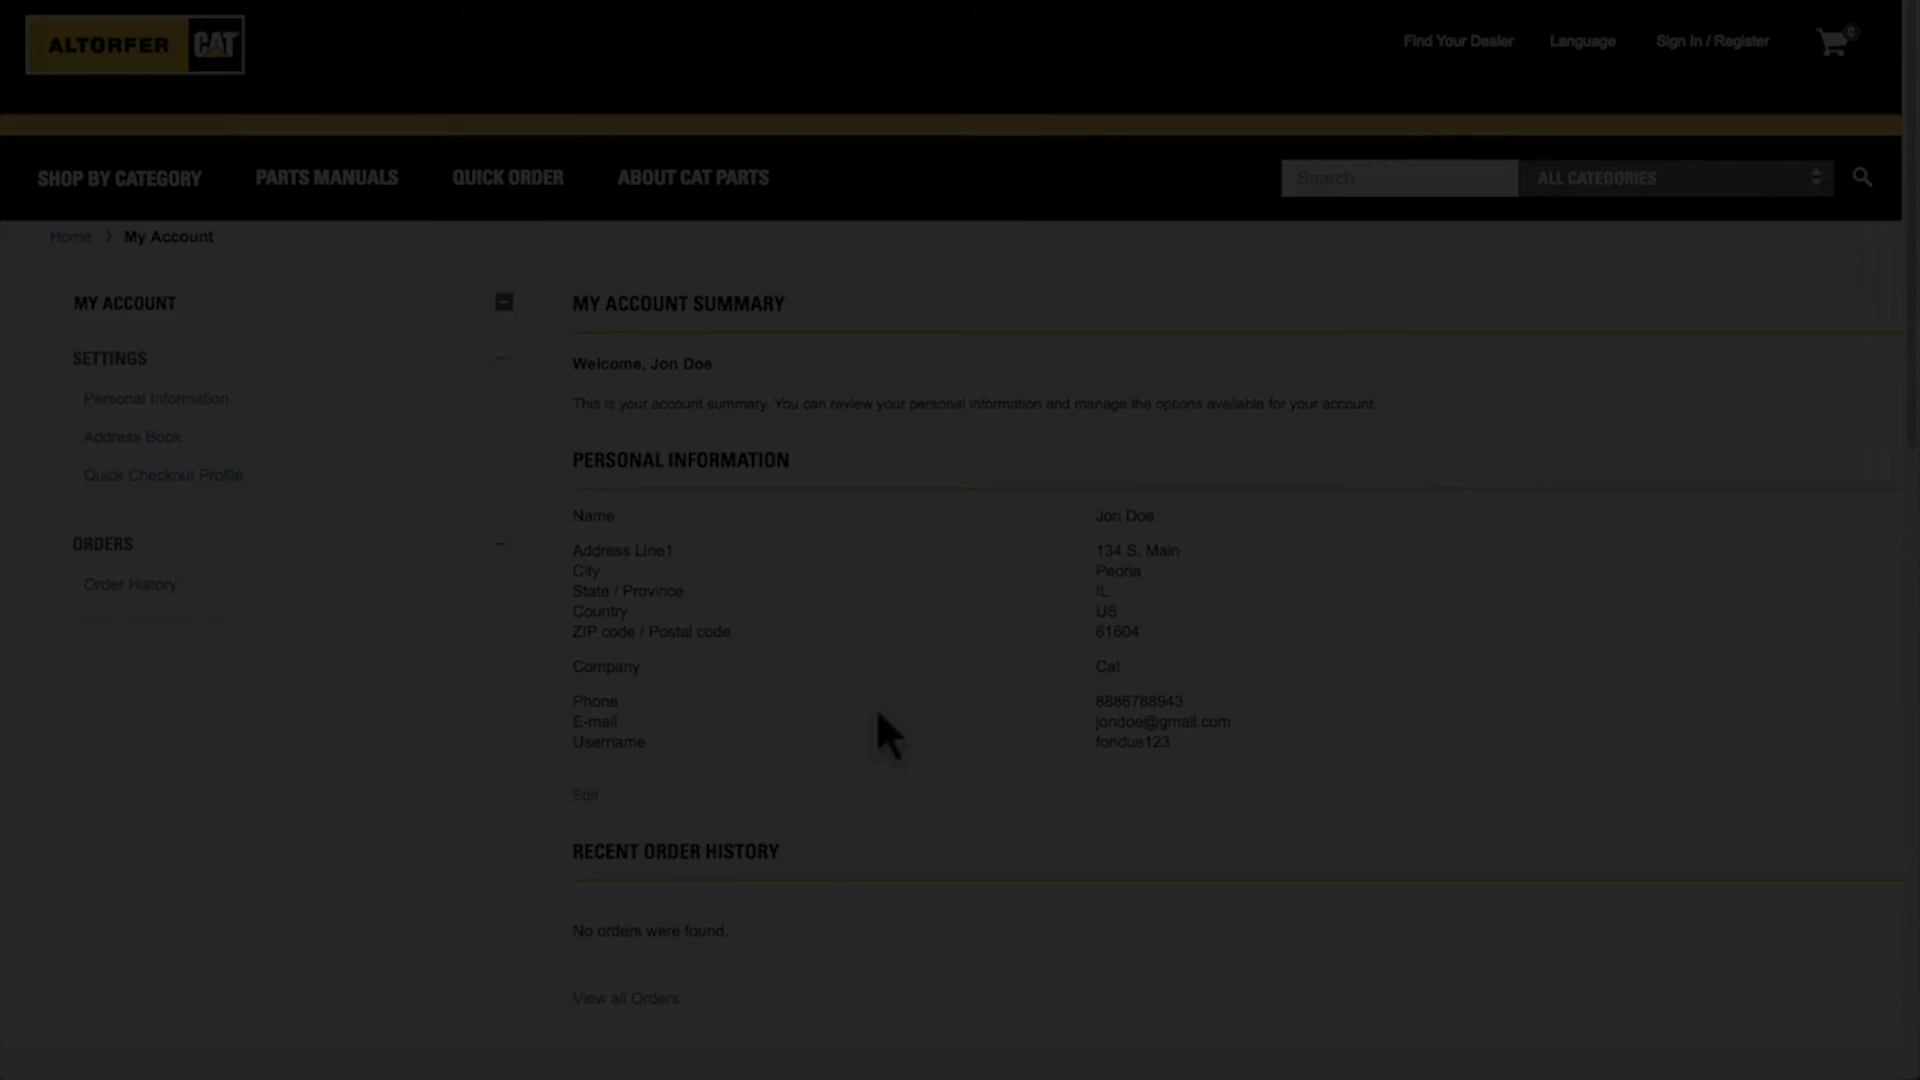 ALTORFER CAT
Find Your Dealer Language Sign In / Register 0
SHOP BY CATEGORY PARTS MANUALS QUICK ORDER ABOUT CAT PARTS Search ALL CATEGORIES
Home > My Account
MY ACCOUNT
SETTINGS
Personal Information
Address Book
Quick Checkout Profile
ORDERS
Order History
MY ACCOUNT SUMMARY
Welcome, Jon Doe
This is your account summary. You can review your personal information and manage the options available for your account.
PERSONAL INFORMATION
Name Jon Doe
Address Line1 134 S. Main
City Peoria
State / Province IL
Country US
ZIP code / Postal code 61604
Company Cat
Phone 8886788943
E-mail jondoe@gmail.com
Username fondue123
Edit
RECENT ORDER HISTORY
No orders were found.
View all Orders